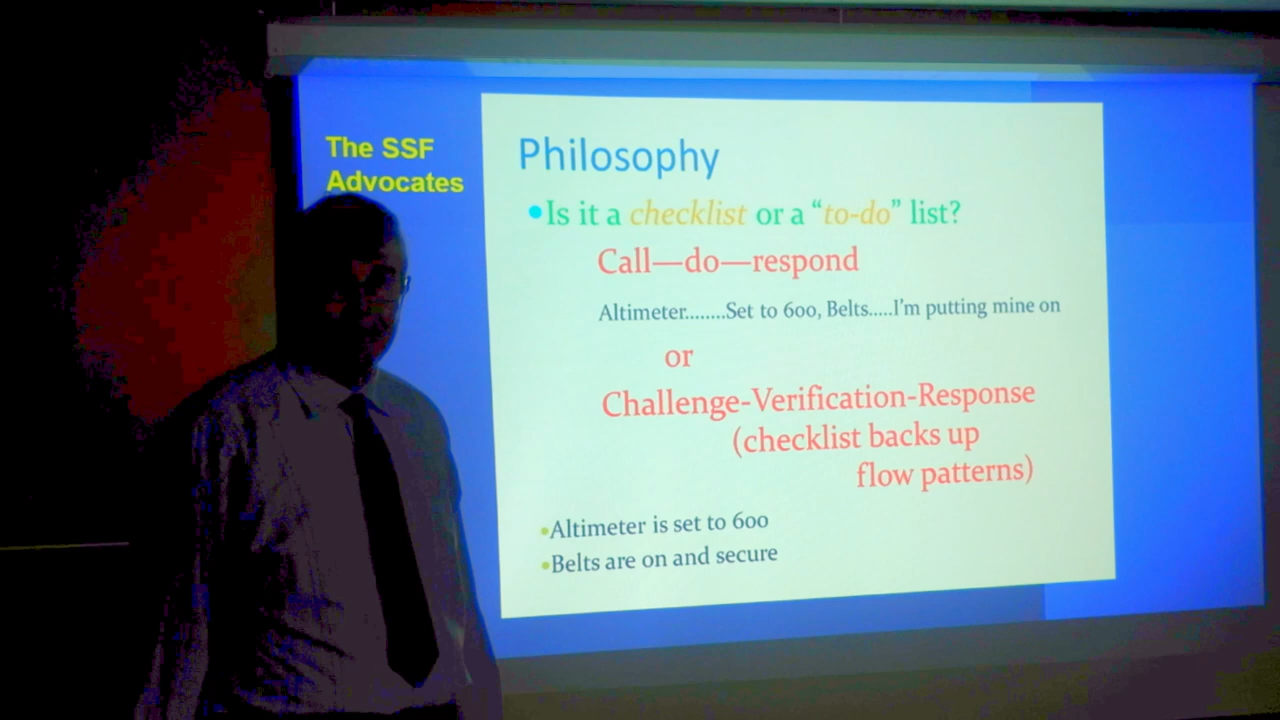 The SSF
Advocates
Philosophy
•Is it a checklist or a “to-do” list?
Call—do—respond
Altimeter........Set to 600, Belts.....I’m putting mine on
or
Challenge-Verification-Response
(checklist backs up
flow patterns)
•Altimeter is set to 600
•Belts are on and secure